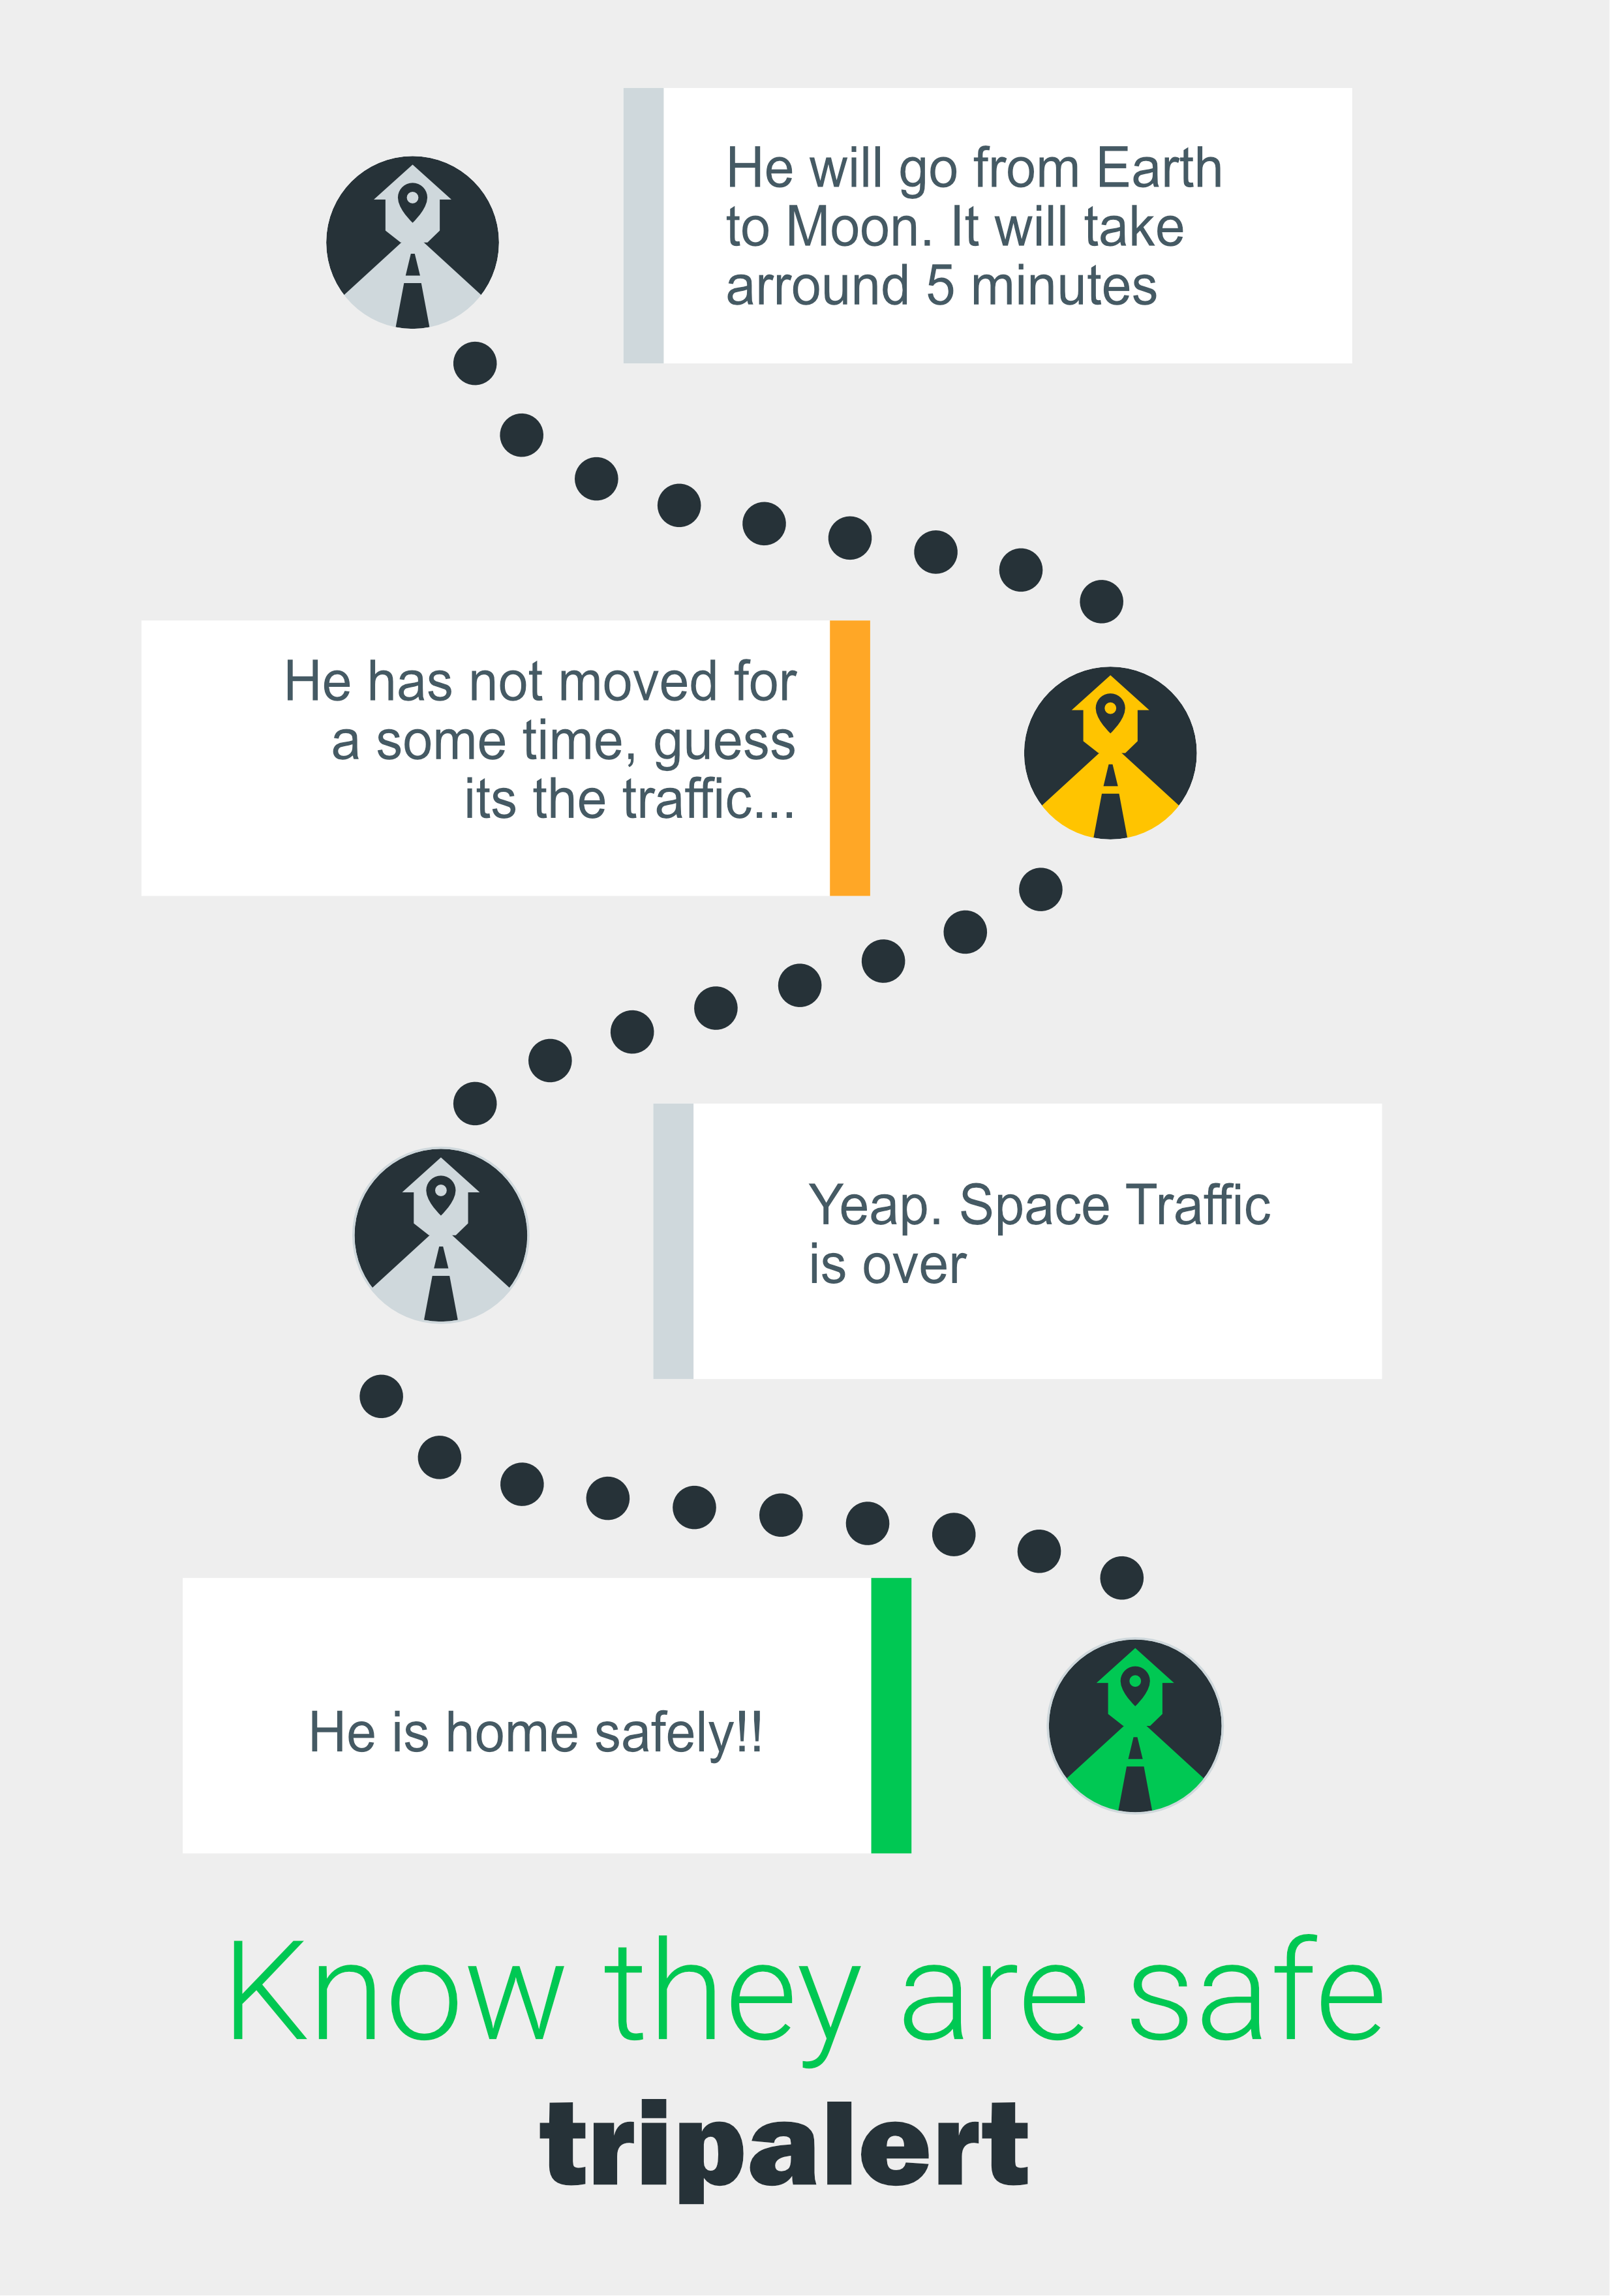 He will go from Earth
to Moon. It will take
arround 5 minutes
He has not moved for
a some time, guess
its the traffic...
Yeap. Space Traffic
is over
He is home safely!!
Know they are safe
tripalert